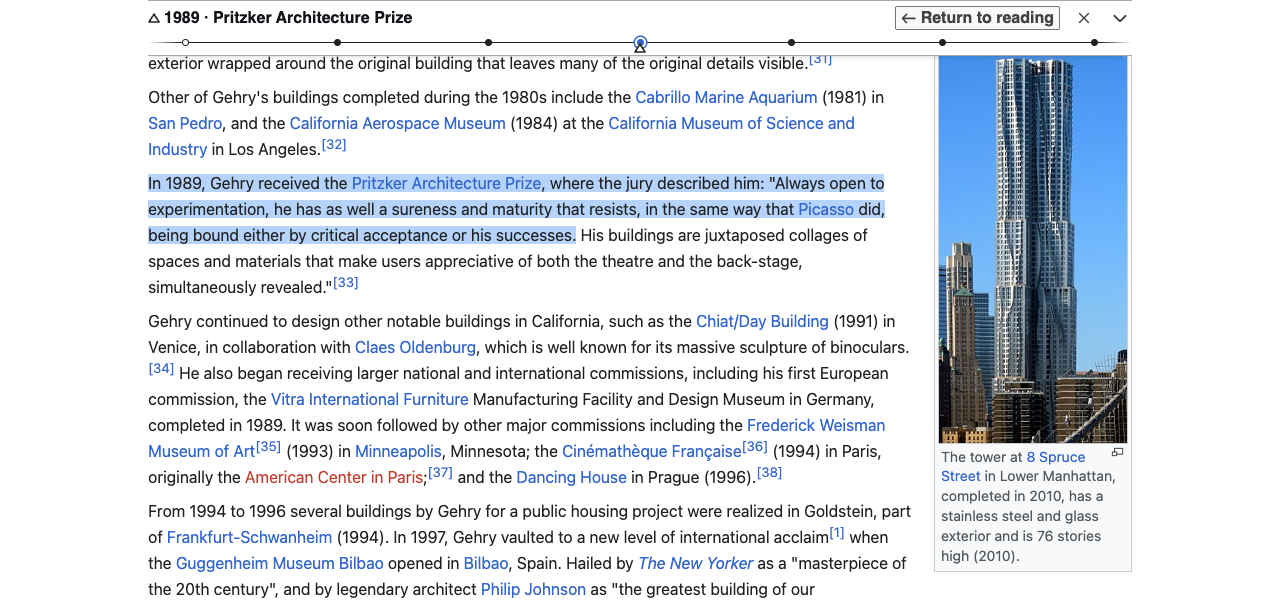 1989 · Pritzker Architecture Prize
← Return to reading
exterior wrapped around the original building that leaves many of the original details visible.[31]
Other of Gehry's buildings completed during the 1980s include the Cabrillo Marine Aquarium (1981) in
San Pedro, and the California Aerospace Museum (1984) at the California Museum of Science and
Industry in Los Angeles.[32]
In 1989, Gehry received the Pritzker Architecture Prize, where the jury described him: "Always open to
experimentation, he has as well a sureness and maturity that resists, in the same way that Picasso did,
being bound either by critical acceptance or his successes. His buildings are juxtaposed collages of
spaces and materials that make users appreciative of both the theatre and the back-stage,
simultaneously revealed."[33]
Gehry continued to design other notable buildings in California, such as the Chiat/Day Building (1991) in
Venice, in collaboration with Claes Oldenburg, which is well known for its massive sculpture of binoculars.
[34] He also began receiving larger national and international commissions, including his first European
commission, the Vitra International Furniture Manufacturing Facility and Design Museum in Germany,
completed in 1989. It was soon followed by other major commissions including the Frederick Weisman
Museum of Art[35] (1993) in Minneapolis, Minnesota; the Cinémathèque Française[36] (1994) in Paris,
originally the American Center in Paris;[37] and the Dancing House in Prague (1996).[38]
From 1994 to 1996 several buildings by Gehry for a public housing project were realized in Goldstein, part
of Frankfurt-Schwanheim (1994). In 1997, Gehry vaulted to a new level of international acclaim[1] when
the Guggenheim Museum Bilbao opened in Bilbao, Spain. Hailed by The New Yorker as a "masterpiece of
the 20th century", and by legendary architect Philip Johnson as "the greatest building of our
The tower at 8 Spruce
Street in Lower Manhattan,
completed in 2010, has a
stainless steel and glass
exterior and is 76 stories
high (2010).